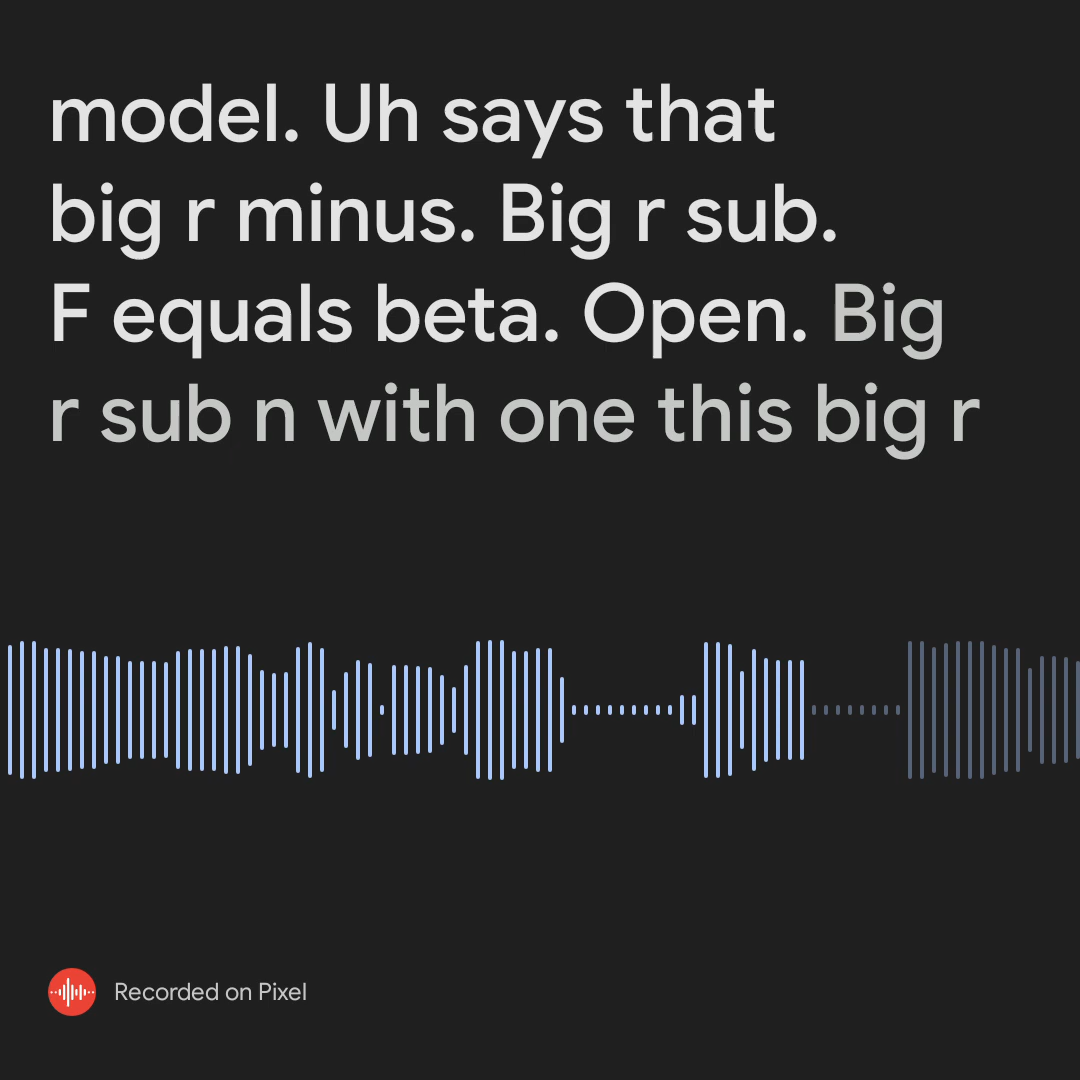 model. Uh says that
big r minus. Big r sub.
F equals beta. Open. Big
r sub n with one this big r
Recorded on Pixel